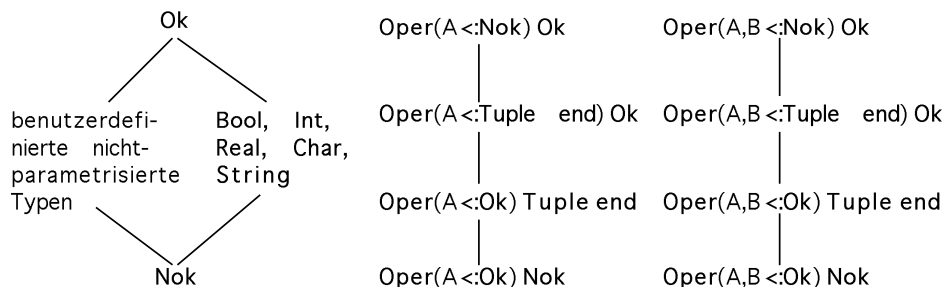 Ok
benutzerdefi-
nierte nicht-
parametrisierte
Typen
Bool, Int,
Real, Char,
String
Nok
Oper(A<:Nok) Ok
Oper(A<:Tuple end) Ok
Oper(A<:Ok) Tuple end
Oper(A<:Ok) Nok
Oper(A,B<:Nok) Ok
Oper(A,B<:Tuple end) Ok
Oper(A,B<:Ok) Tuple end
Oper(A,B<:Ok) Nok